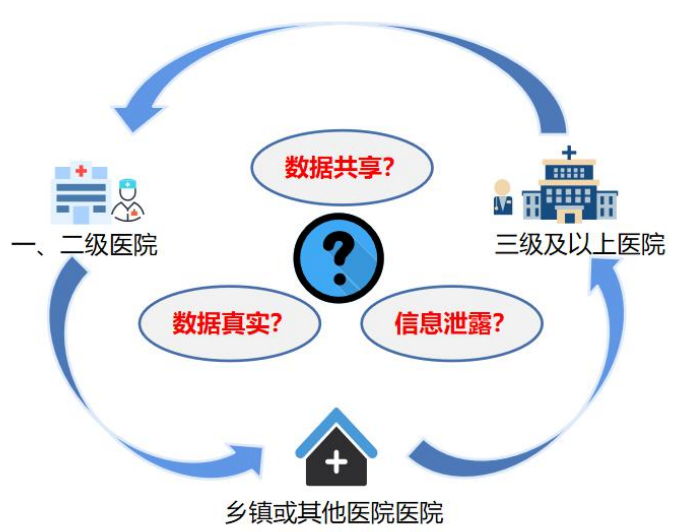 数据共享？
一、二级医院
三级及以上医院
数据真实？
信息泄露？
乡镇或其他医院医院